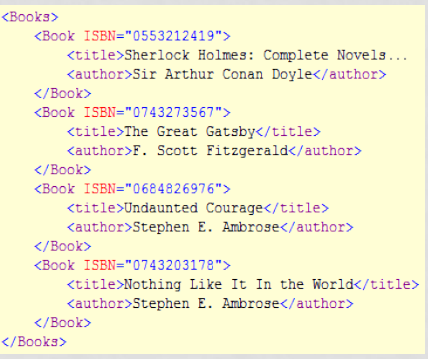 <Books>
<Book ISBN="0553212419">
<title>Sherlock Holmes: Complete Novels...
<author>Sir Arthur Conan Doyle</author>
</Book>
<Book ISBN="0743273567">
<title>The Great Gatsby</title>
<author>F. Scott Fitzgerald</author>
</Book>
<Book ISBN="0684826976">
<title>Undaunted Courage</title>
<author>Stephen E. Ambrose</author>
</Book>
<Book ISBN="0743203178">
<title>Nothing Like It In the World</title>
<author>Stephen E. Ambrose</author>
</Book>
</Books>